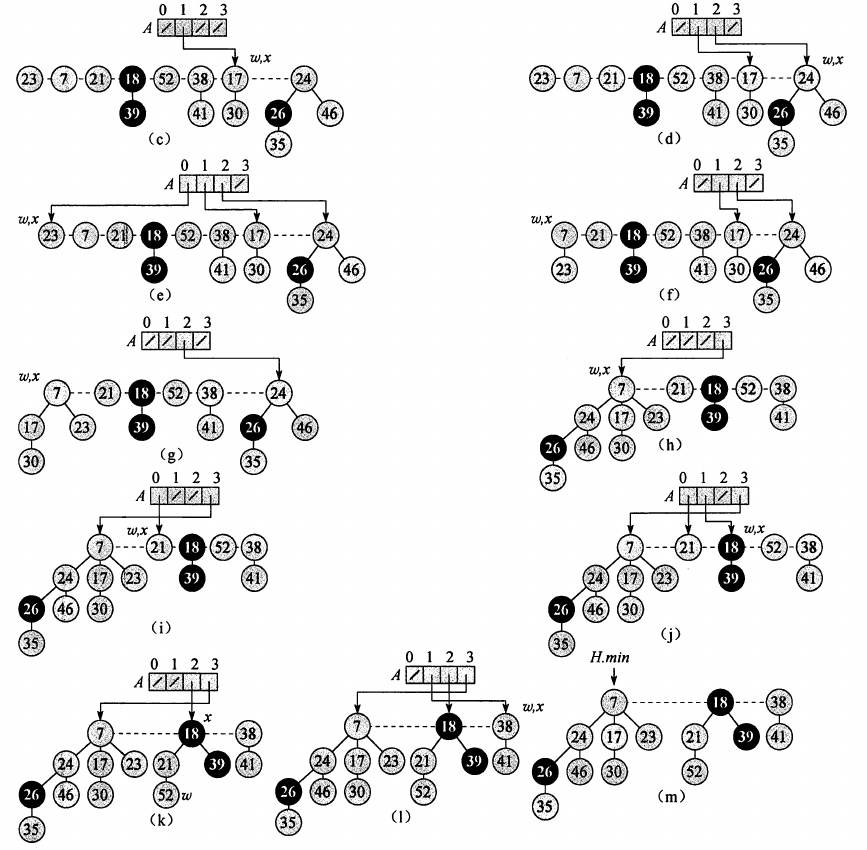 0 1 2 3
A
w,x
23 7 21 18 52 38 17 24
39 41 30 26 46
35
(c)
0 1 2 3
A
w,x
23 7 21 18 52 38 17 24
39 41 30 26 46
35
(d)
0 1 2 3
A
w,x
23 7 21 18 52 38 17 24
39 41 30 26 46
35
(e)
0 1 2 3
A
w,x
7 21 18 52 38 17 24
23 39 41 30 26 46
35
(f)
0 1 2 3
A
w,x
7 21 18 52 38 24
17 23 39 41 26 46
30 35
(g)
0 1 2 3
A
w,x
7 21 18 52 38
24 17 23 39 41
26 46 30
35
(h)
0 1 2 3
A
w,x
7 21 18 52 38
24 17 23 39 41
26 46 30
35
(i)
0 1 2 3
A
w,x
7 21 18 52 38
24 17 23 39 41
26 46 30
35
(j)
0 1 2 3
A
x
7 18 38
24 17 23 21 39 41
26 46 30 52 w
35
(k)
0 1 2 3
A
w,x
7 18 38
24 17 23 21 39 41
26 46 30 52
35
(l)
H.min
7 18 38
24 17 23 21 39 41
26 46 30 52
35
(m)